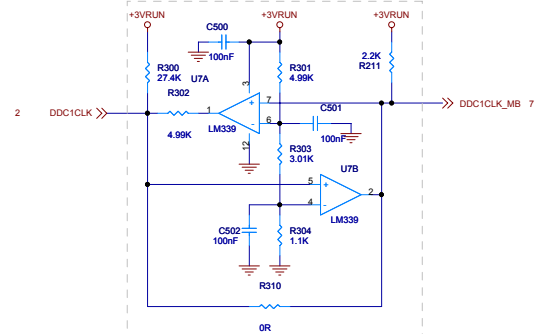 +3VRUN +3VRUN +3VRUN
C500
100nF
R300
27.4K
U7A
R301
4.99K
2.2K
R211
R302
3
2 DDC1CLK
1
+
7
DDC1CLK_MB 7
-
6
4.99K
LM339
C501
100nF
12
R303
3.01K
U7B
5
+
2
4
-
LM339
C502
100nF
R304
1.1K
R310
0R